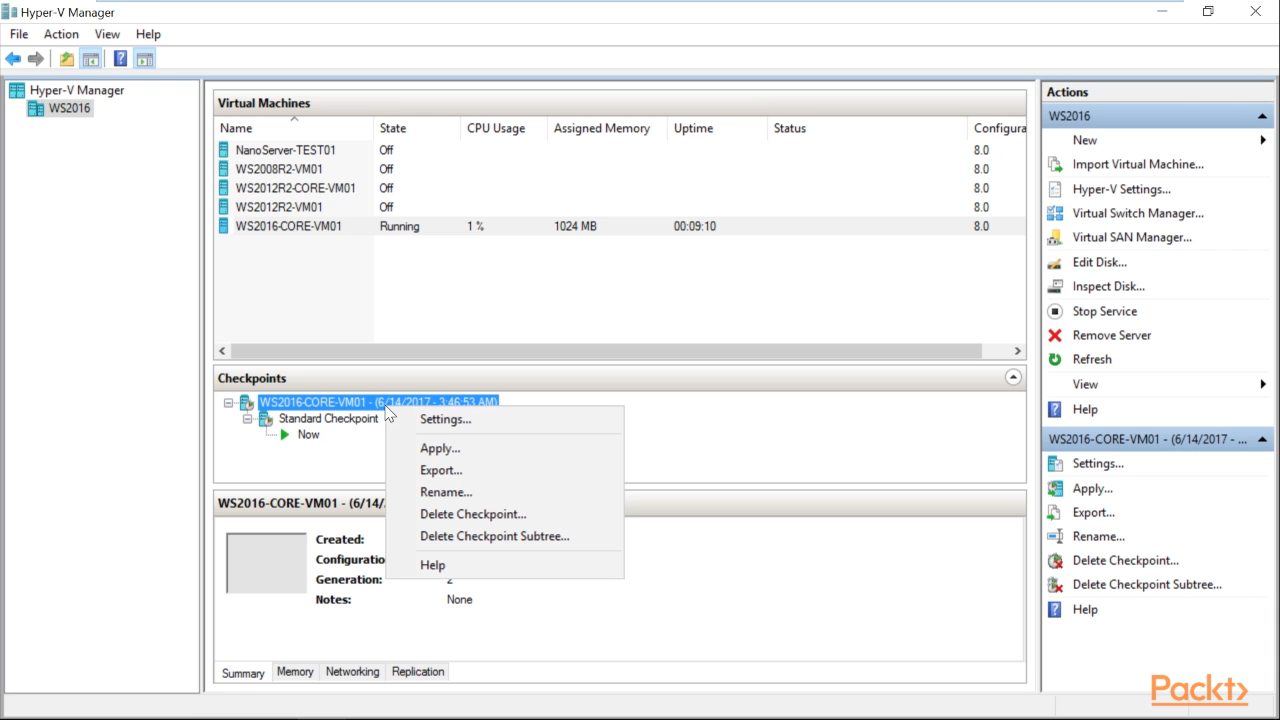 Hyper-V Manager
File Action View Help
Hyper-V Manager
WS2016
Virtual Machines
Name State CPU Usage Assigned Memory Uptime Status Configura
NanoServer-TEST01 Off 8.0
WS2008R2-VM01 Off 8.0
WS2012R2-CORE-VM01 Off 8.0
WS2012R2-VM01 Off 8.0
WS2016-CORE-VM01 Running 1 % 1024 MB 00:09:10 8.0
Checkpoints
WS2016-CORE-VM01 - (6/14/2017 - 3:46:53 AM)
Standard Checkpoint
Now
Settings...
Apply...
Export...
Rename...
Delete Checkpoint...
Delete Checkpoint Subtree...
Help
WS2016-CORE-VM01 - (6/14/
Created:
Configuratio
Generation: 2
Notes: None
Summary Memory Networking Replication
Actions
WS2016
New
Import Virtual Machine...
Hyper-V Settings...
Virtual Switch Manager...
Virtual SAN Manager...
Edit Disk...
Inspect Disk...
Stop Service
Remove Server
Refresh
View
Help
WS2016-CORE-VM01 - (6/14/2017 - ...
Settings...
Apply...
Export...
Rename...
Delete Checkpoint...
Delete Checkpoint Subtree...
Help
Packt>